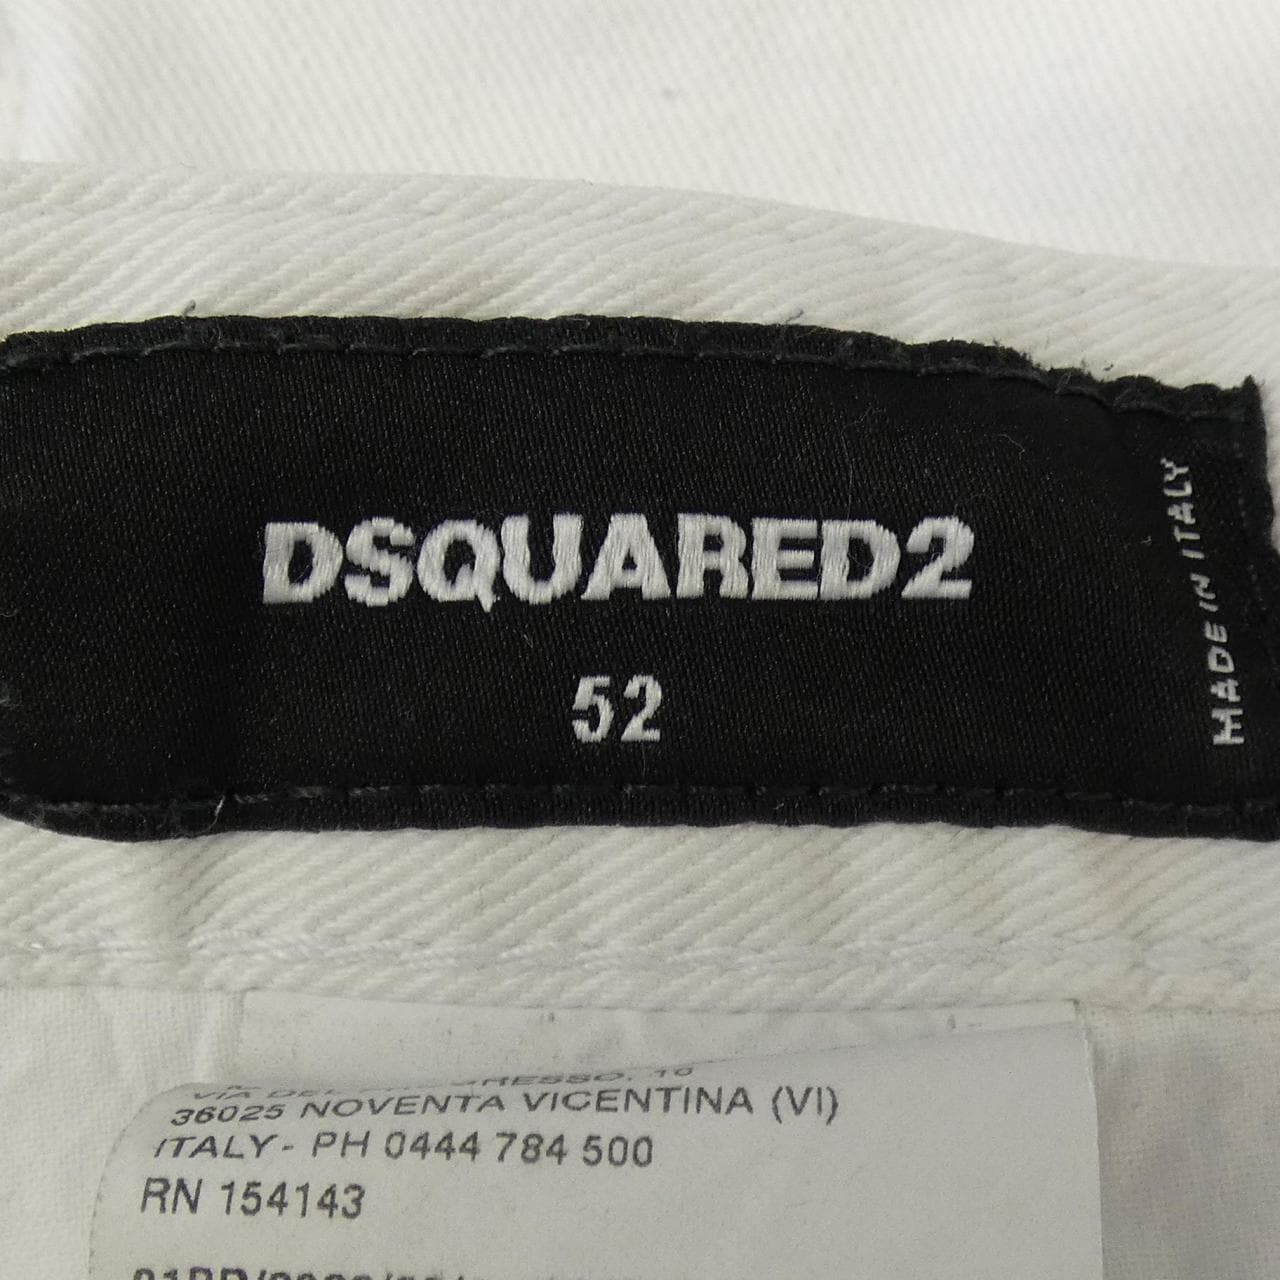 DSQUARED2
52
MADE IN ITALY
36025 NOVENTA VICENTINA (VI)
ITALY - PH 0444 784 500
RN 154143